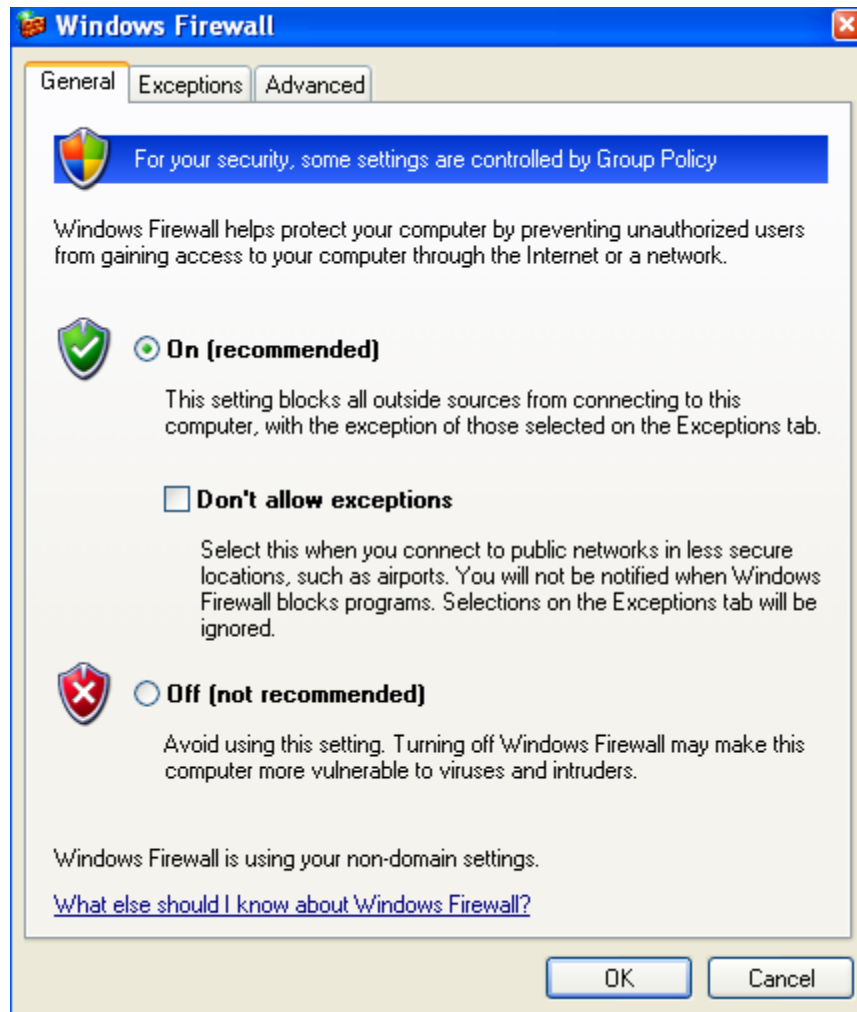 Windows Firewall
General Exceptions Advanced
For your security, some settings are controlled by Group Policy
Windows Firewall helps protect your computer by preventing unauthorized users
from gaining access to your computer through the Internet or a network.
On (recommended)
This setting blocks all outside sources from connecting to this
computer, with the exception of those selected on the Exceptions tab.
Don't allow exceptions
Select this when you connect to public networks in less secure
locations, such as airports. You will not be notified when Windows
Firewall blocks programs. Selections on the Exceptions tab will be
ignored.
Off (not recommended)
Avoid using this setting. Turning off Windows Firewall may make this
computer more vulnerable to viruses and intruders.
Windows Firewall is using your non-domain settings.
What else should I know about Windows Firewall?
OK Cancel